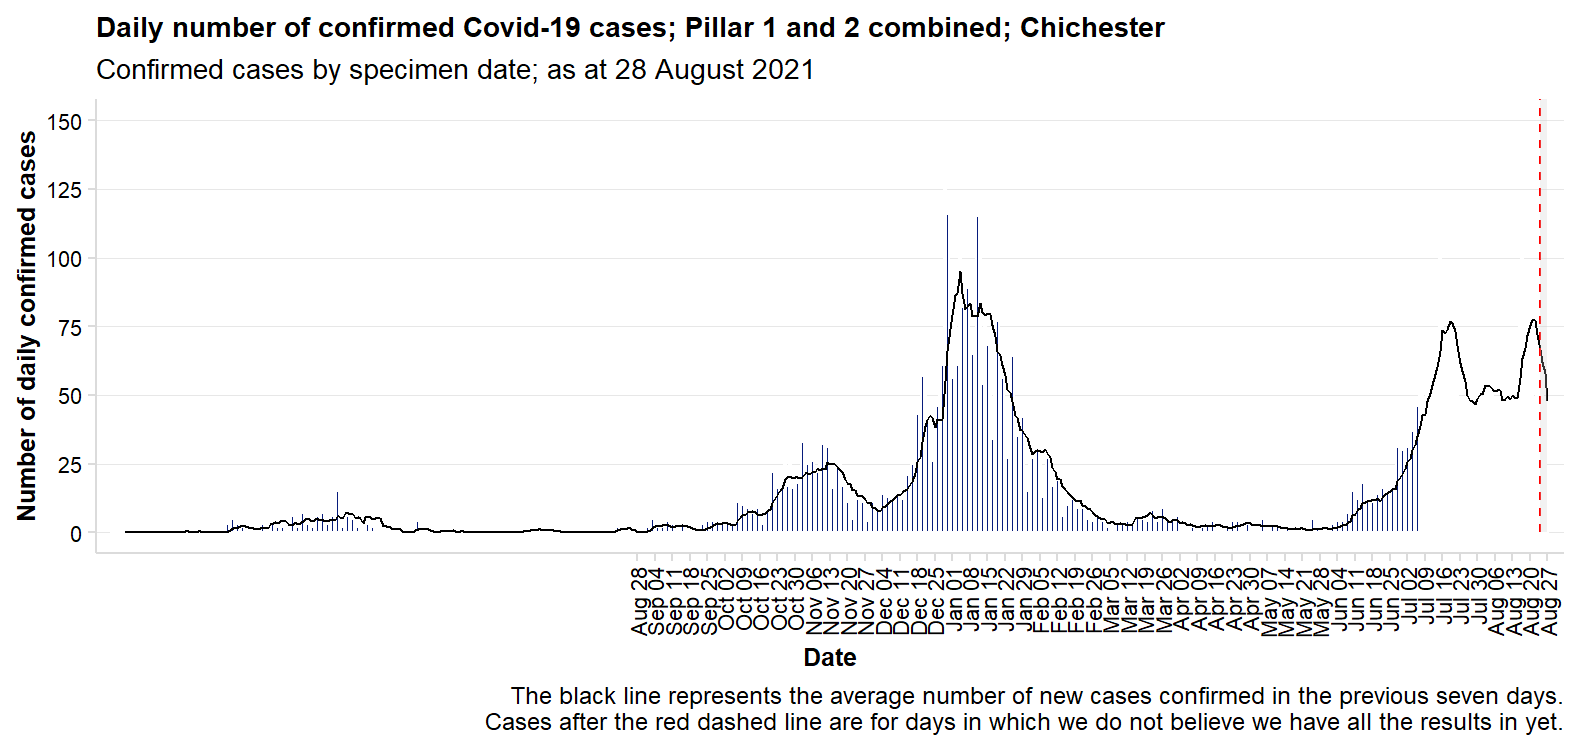 Daily number of confirmed Covid-19 cases; Pillar 1 and 2 combined; Chichester
Confirmed cases by specimen date; as at 28 August 2021
Number of daily confirmed cases
150
125
100
75
50
25
0
Aug 28
Sep 04
Sep 11
Sep 18
Sep 25
Oct 02
Oct 09
Oct 16
Oct 23
Oct 30
Nov 06
Nov 13
Nov 20
Nov 27
Dec 04
Dec 11
Dec 18
Dec 25
Jan 01
Jan 08
Jan 15
Jan 22
Jan 29
Feb 05
Feb 12
Feb 19
Feb 26
Mar 05
Mar 12
Mar 19
Mar 26
Apr 02
Apr 09
Apr 16
Apr 23
Apr 30
May 07
May 14
May 21
May 28
Jun 04
Jun 11
Jun 18
Jun 25
Jul 02
Jul 09
Jul 16
Jul 23
Jul 30
Aug 06
Aug 13
Aug 20
Aug 27
Date
The black line represents the average number of new cases confirmed in the previous seven days.
Cases after the red dashed line are for days in which we do not believe we have all the results in yet.